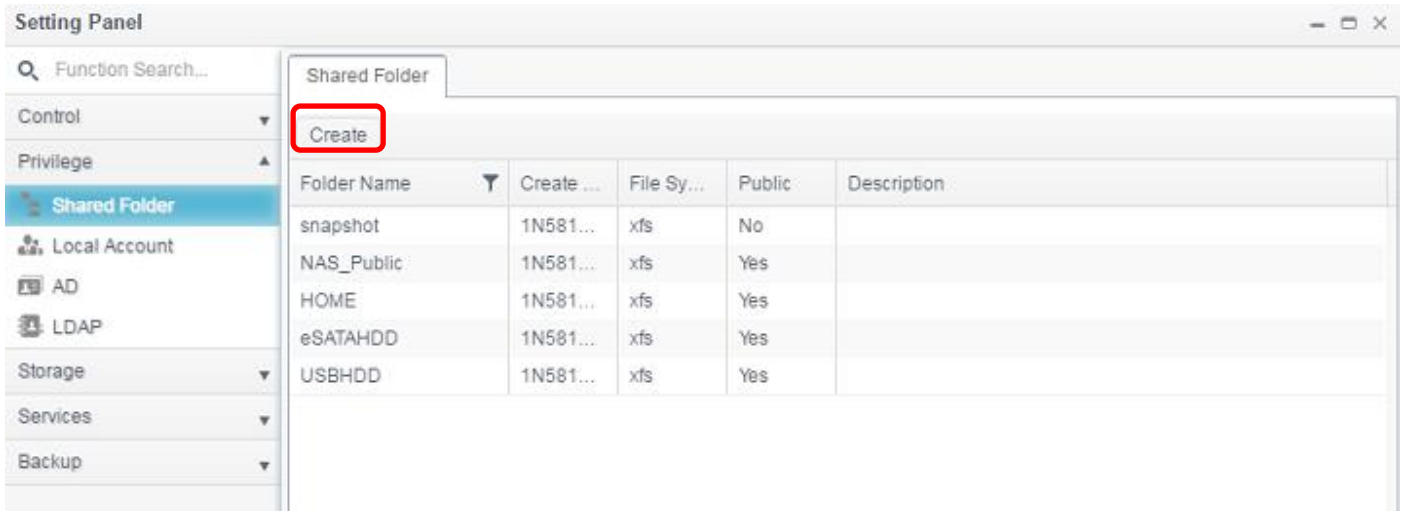 Setting Panel
Function Search...
Control
Privilege
Shared Folder
Local Account
AD
LDAP
Storage
Services
Backup
Shared Folder
Create
Folder Name Create ... File Sy... Public Description
snapshot 1N581... xfs No
NAS_Public 1N581... xfs Yes
HOME 1N581... xfs Yes
eSATAHDD 1N581... xfs Yes
USBHDD 1N581... xfs Yes